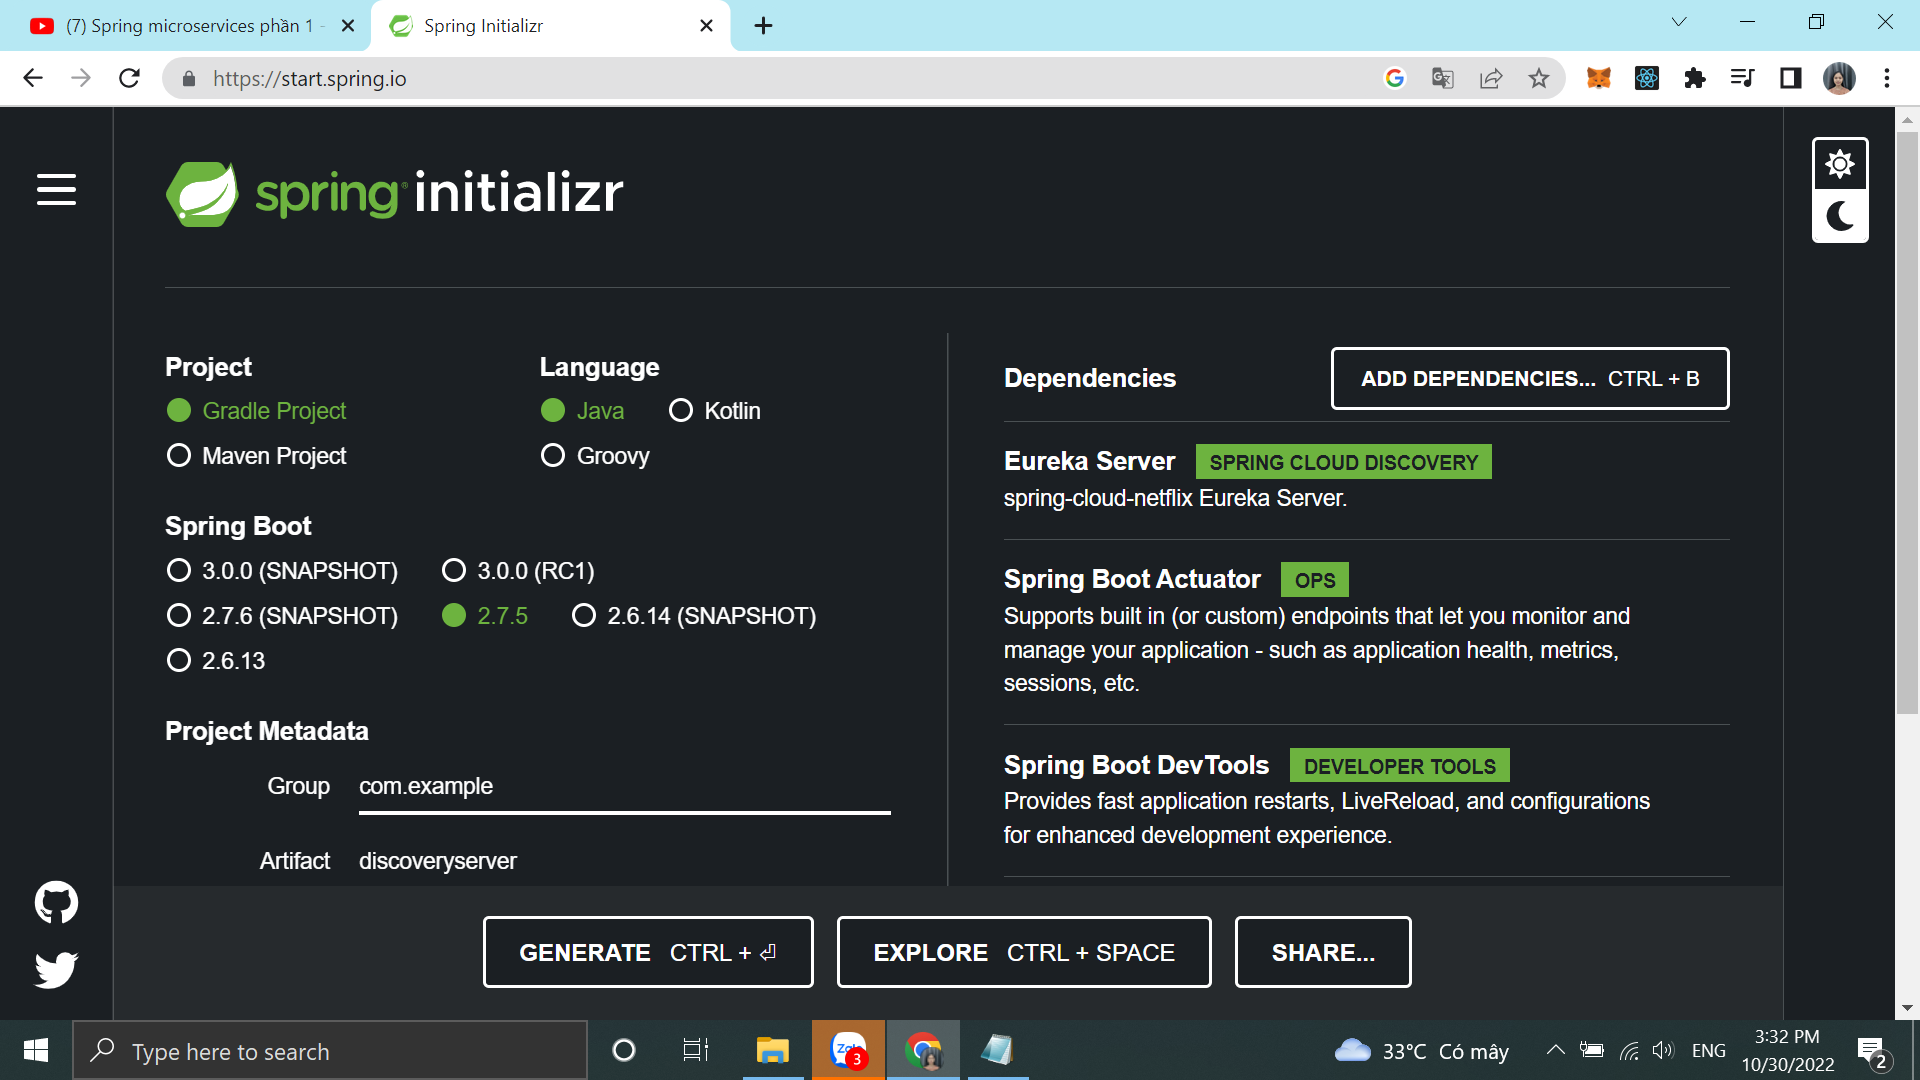 (7) Spring microservices phần 1 -
Spring Initializr
https://start.spring.io
spring initializr
Project
Gradle Project
Maven Project
Language
Java
Kotlin
Groovy
Spring Boot
3.0.0 (SNAPSHOT)
3.0.0 (RC1)
2.7.6 (SNAPSHOT)
2.7.5
2.6.14 (SNAPSHOT)
2.6.13
Project Metadata
Group com.example
Artifact discoveryserver
Dependencies
ADD DEPENDENCIES... CTRL + B
Eureka Server SPRING CLOUD DISCOVERY
spring-cloud-netflix Eureka Server.
Spring Boot Actuator OPS
Supports built in (or custom) endpoints that let you monitor and
manage your application - such as application health, metrics,
sessions, etc.
Spring Boot DevTools DEVELOPER TOOLS
Provides fast application restarts, LiveReload, and configurations
for enhanced development experience.
GENERATE CTRL + ⏎
EXPLORE CTRL + SPACE
SHARE...
Type here to search
Zalo
3
33°C Có mây
ENG
3:32 PM
10/30/2022
2